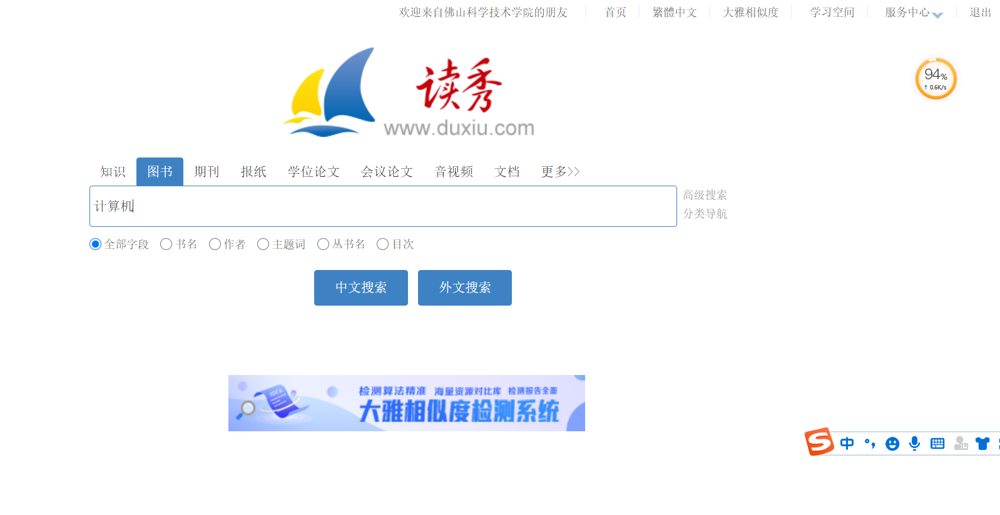 欢迎来自佛山科学技术学院的朋友 首页 繁體中文 大雅相似度 学习空间 服务中心 退出
读秀
www.duxiu.com
94%
0.6K/s
知识 图书 期刊 报纸 学位论文 会议论文 音视频 文档 更多>>
计算机
高级搜索
分类导航
全部字段 书名 作者 主题词 丛书名 目次
中文搜索 外文搜索
100%
检测算法精准 海量资源对比库 检测报告全面
大雅相似度检测系统
S 中